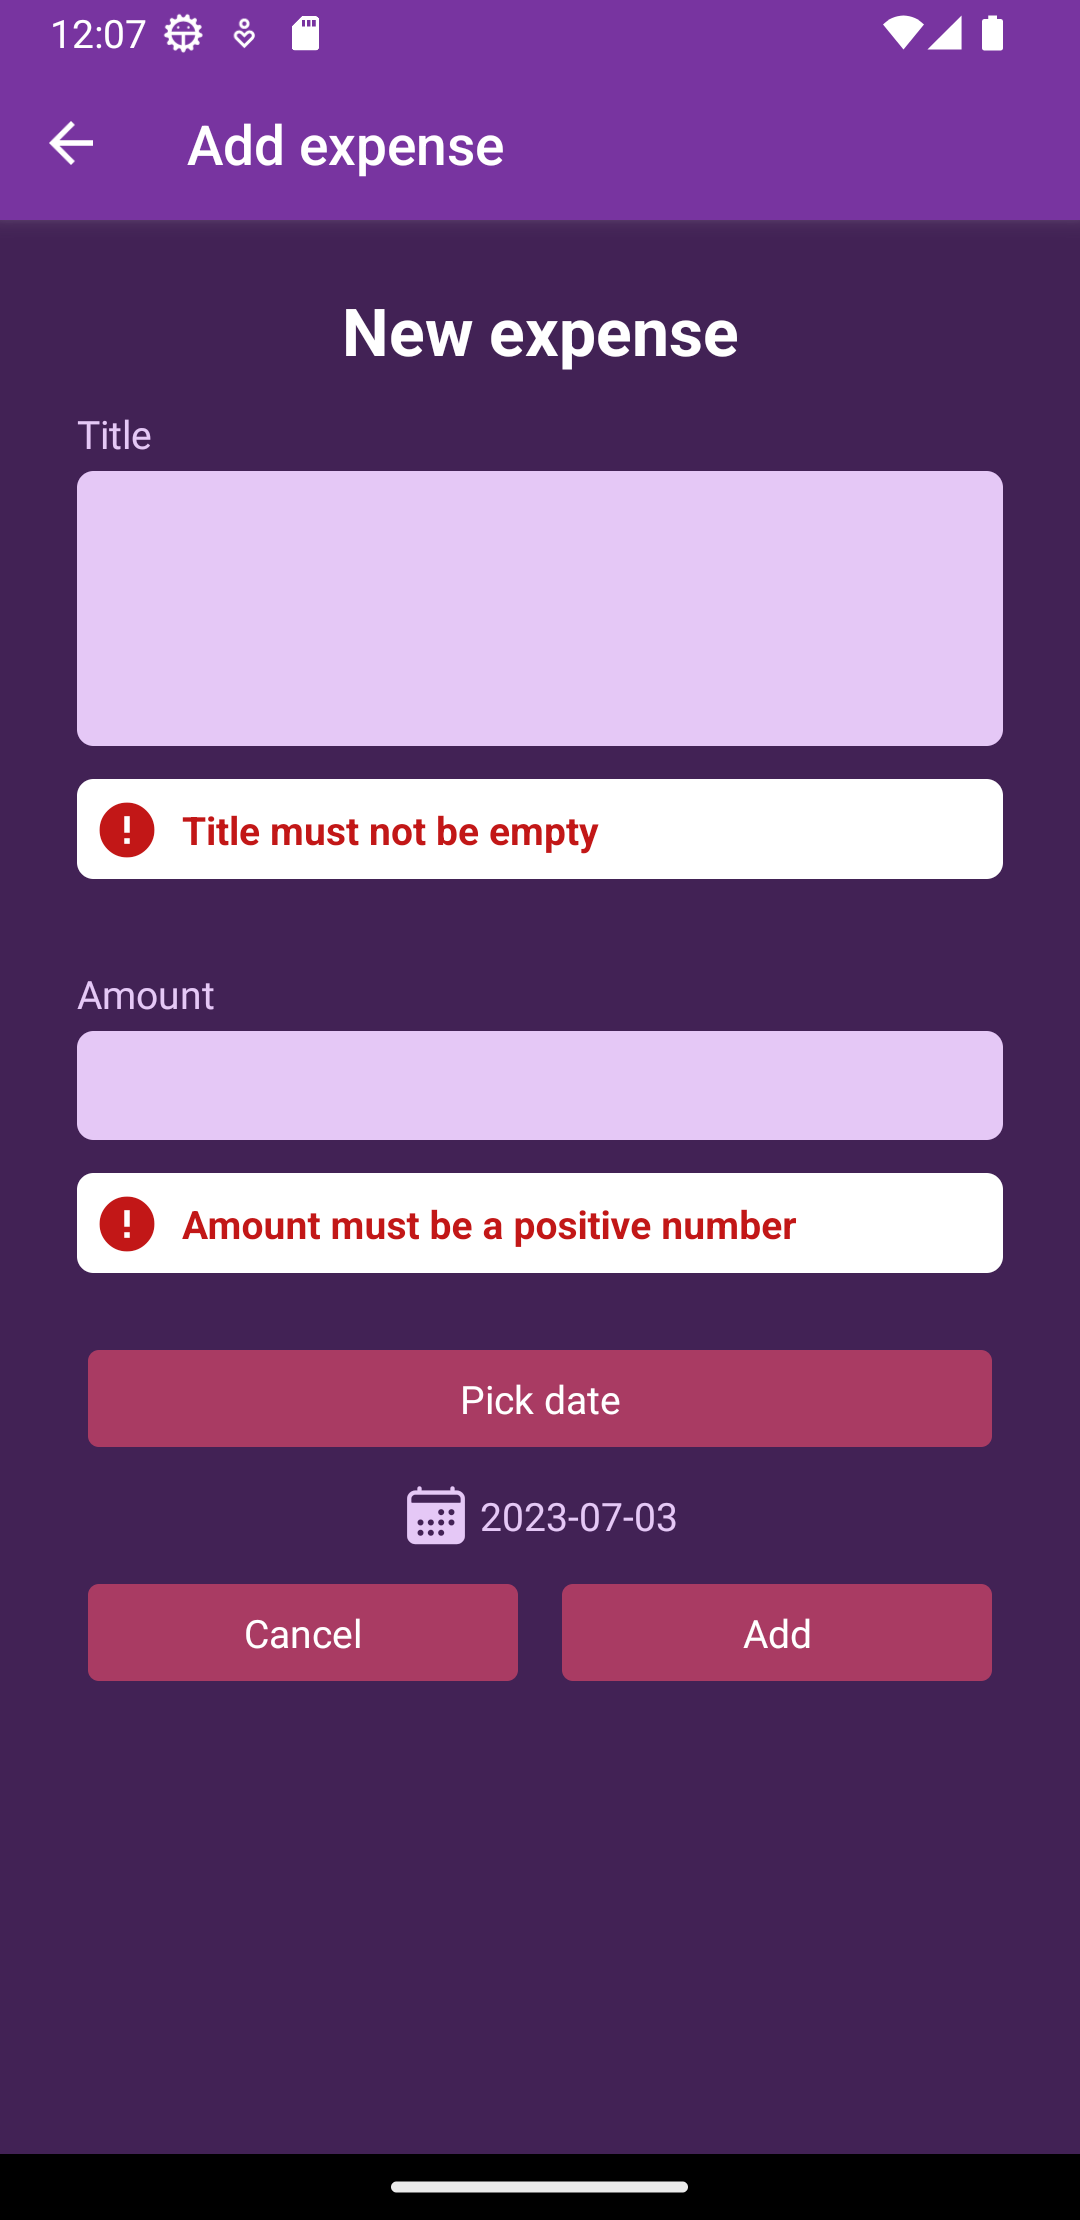 12:07
Add expense
New expense
Title
Title must not be empty
Amount
Amount must be a positive number
Pick date
2023-07-03
Cancel
Add